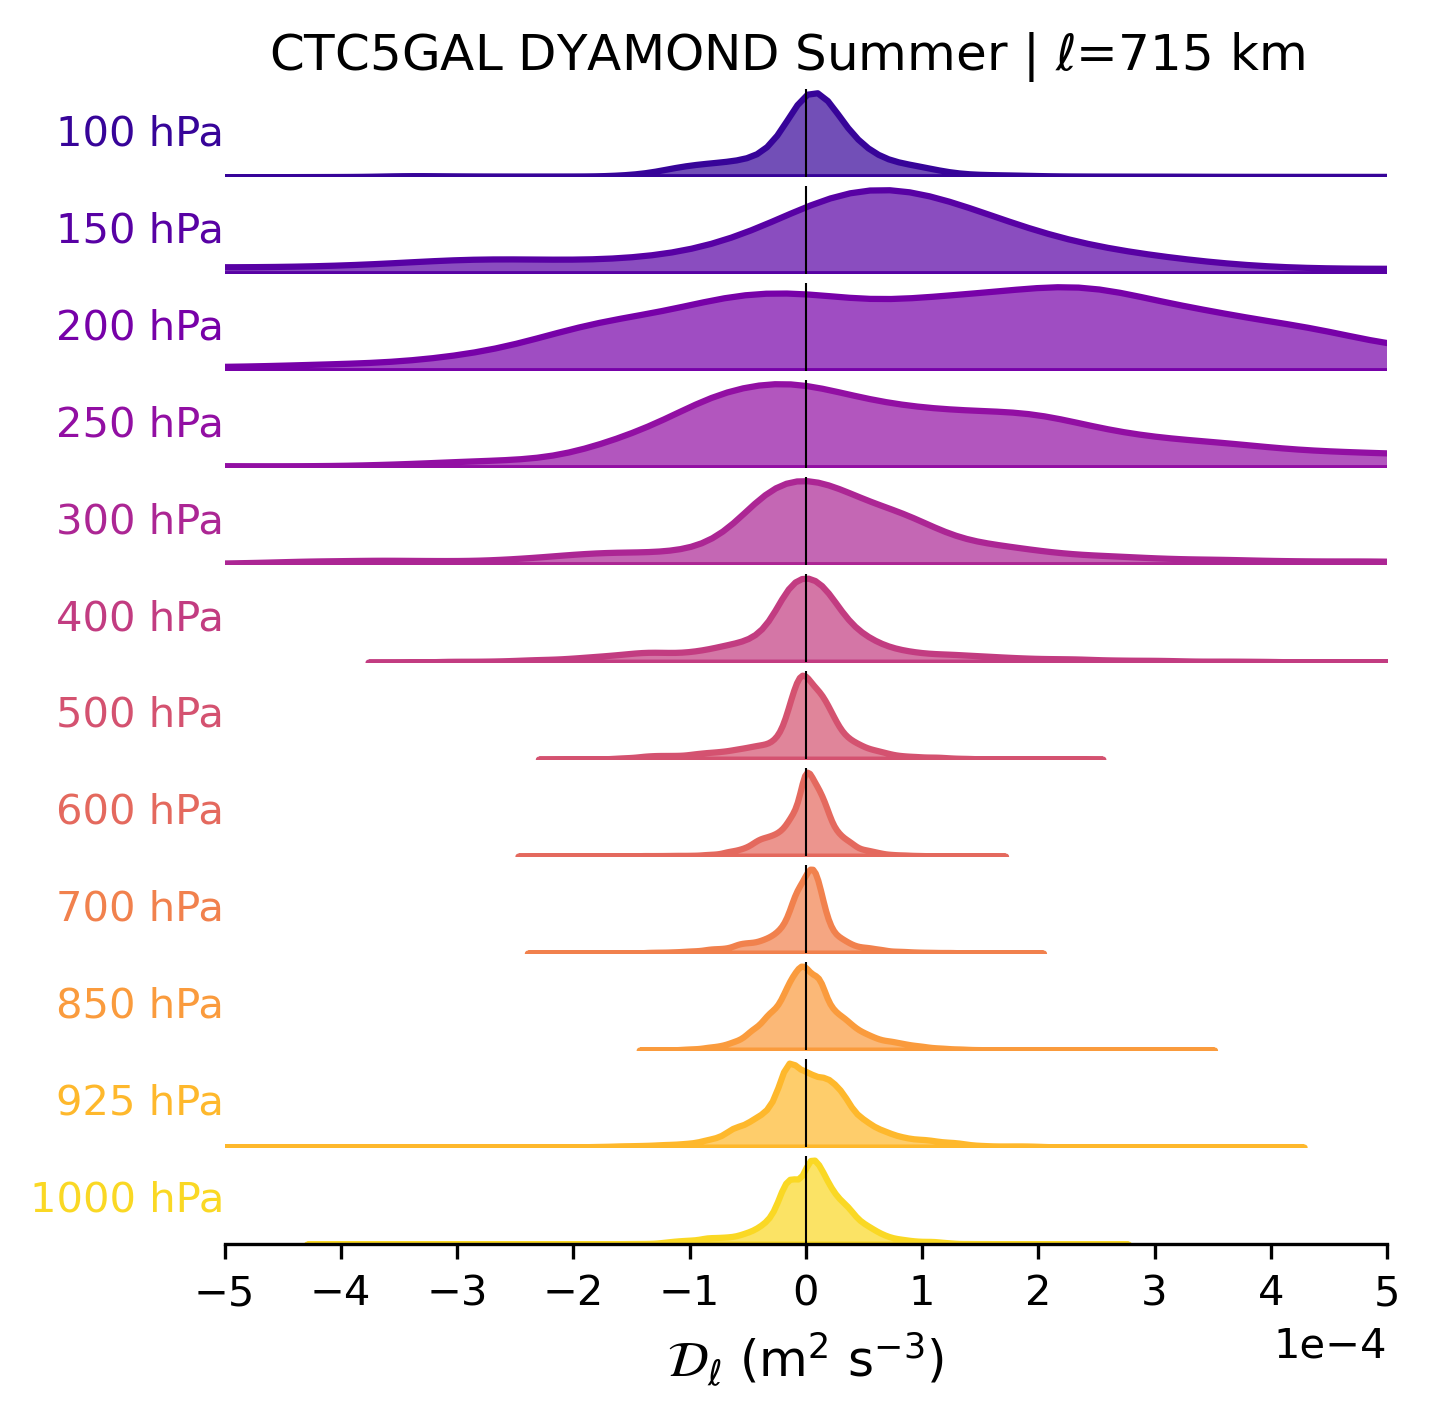 CTC5GAL DYAMOND Summer | ℓ=715 km
100 hPa
150 hPa
200 hPa
250 hPa
300 hPa
400 hPa
500 hPa
600 hPa
700 hPa
850 hPa
925 hPa
1000 hPa
−5 −4 −3 −2 −1 0 1 2 3 4 5
1e−4
𝒟ℓ (m² s⁻³)